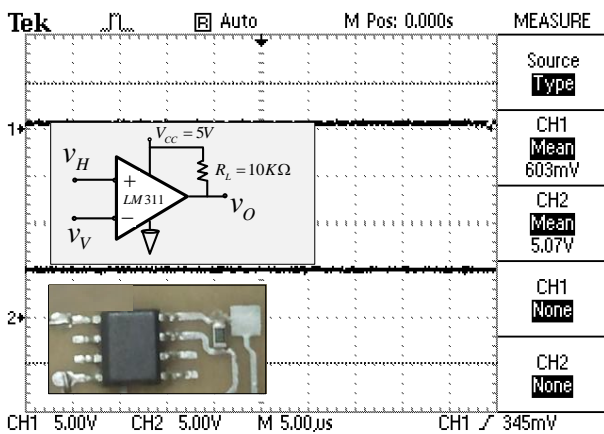 Tek R Auto M Pos: 0.000s MEASURE
Source
Type
CH1
Mean
603mV
CH2
Mean
5.07V
CH1
None
CH2
None
1
V_CC = 5V
v_H
+
R_L = 10KΩ
LM311
v_O
v_V
−
2
CH1 5.00V CH2 5.00V M 5.00µs CH1 345mV